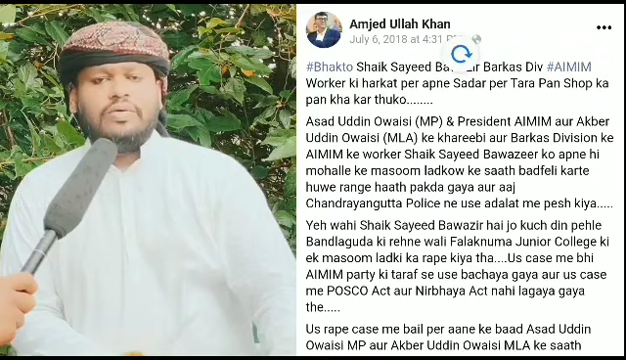 Amjed Ullah Khan
July 6, 2018 at 4:31
#Bhakto Shaik Sayeed Barkas Div #AIMIM
Worker ki harkat per apne Sadar per Tara Pan Shop ka
pan kha kar thuko........
Asad Uddin Owaisi (MP) & President AIMIM aur Akber
Uddin Owaisi (MLA) ke khareebi aur Barkas Division ke
AIMIM ke worker Shaik Sayeed Bawazeer ko apne hi
mohalle ke masoom ladkow ke saath badfeli karte
huwe range haath pakda gaya aur aaj
Chandrayangutta Police ne use adalat me pesh kiya.....
Yeh wahi Shaik Sayeed Bawazir hai jo kuch din pehle
Bandlaguda ki rehne wali Falaknuma Junior College ki
ek masoom ladki ka rape kiya tha....Us case me bhi
AIMIM party ki taraf se use bachaya gaya aur us case
me POSCO Act aur Nirbhaya Act nahi lagaya gaya
the.....
Us rape case me bail per aane ke baad Asad Uddin
Owaisi MP aur Akber Uddin Owaisi MLA ke saath